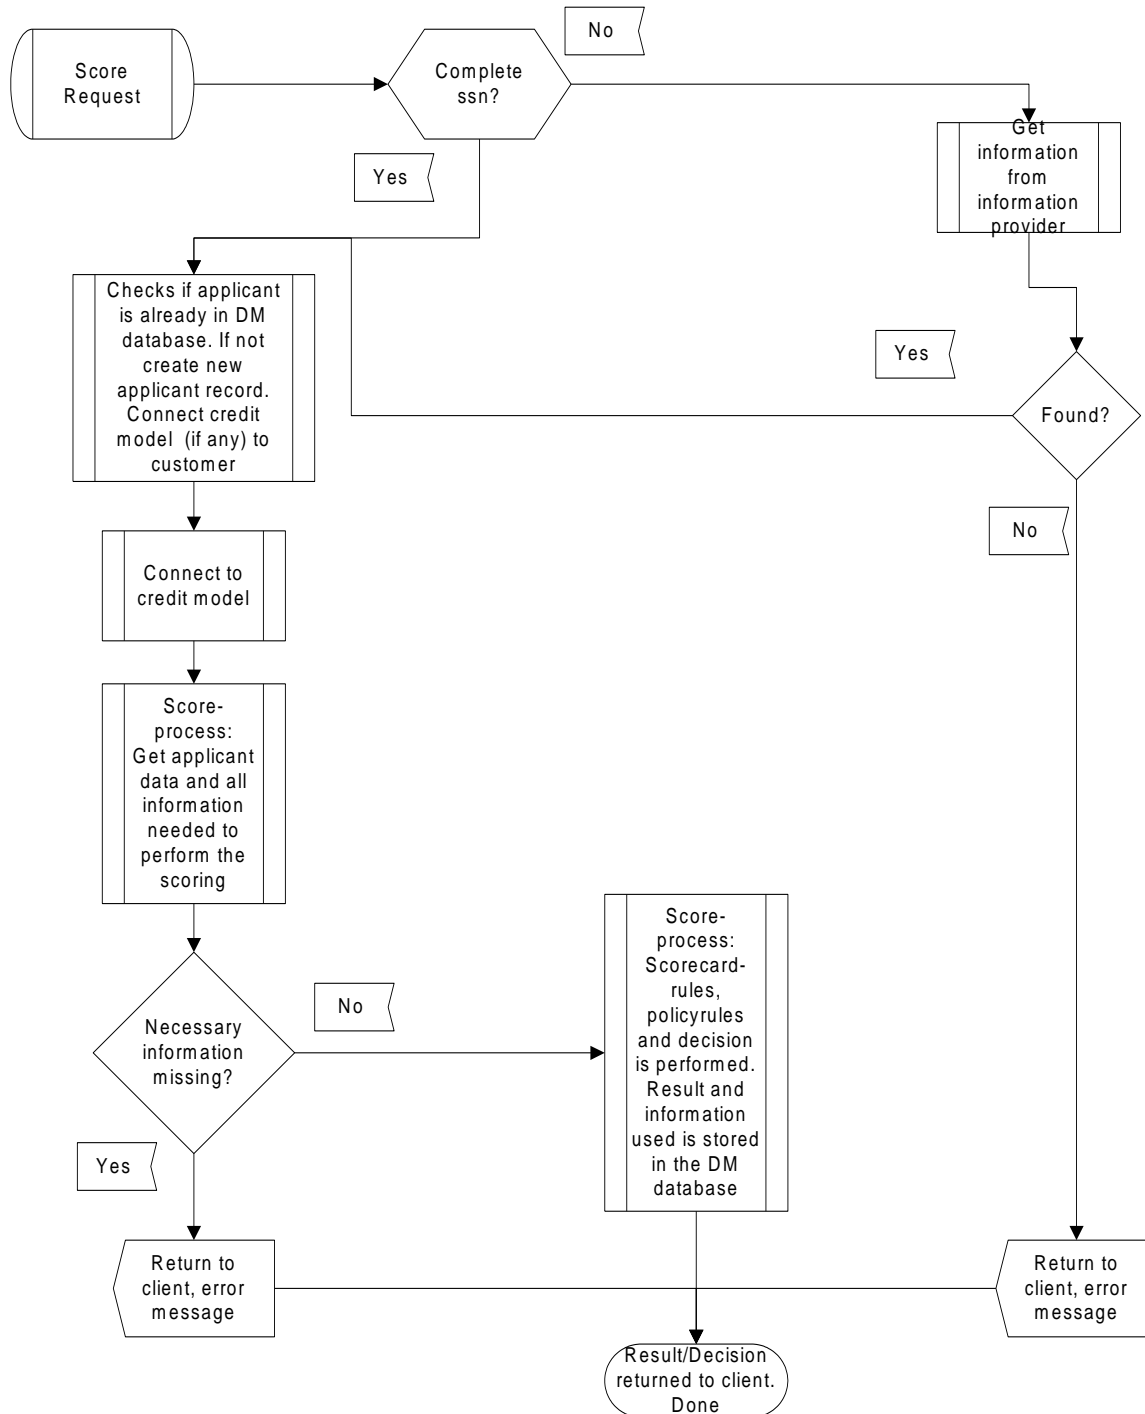 No
Score
Request
Complete
ssn?
Get
information
from
information
provider
Yes
Checks if applicant
is already in DM
database. If not
create new
applicant record.
Connect credit
model (if any) to
customer
Yes
Found?
No
Connect to
credit model
Score-
process:
Get applicant
data and all
information
needed to
perform the
scoring
Score-
process:
Scorecard-
rules,
policyrules
and decision
is performed.
Result and
information
used is stored
in the DM
database
No
Necessary
information
missing?
Yes
Return to
client, error
message
Return to
client, error
message
Result/Decision
returned to client.
Done